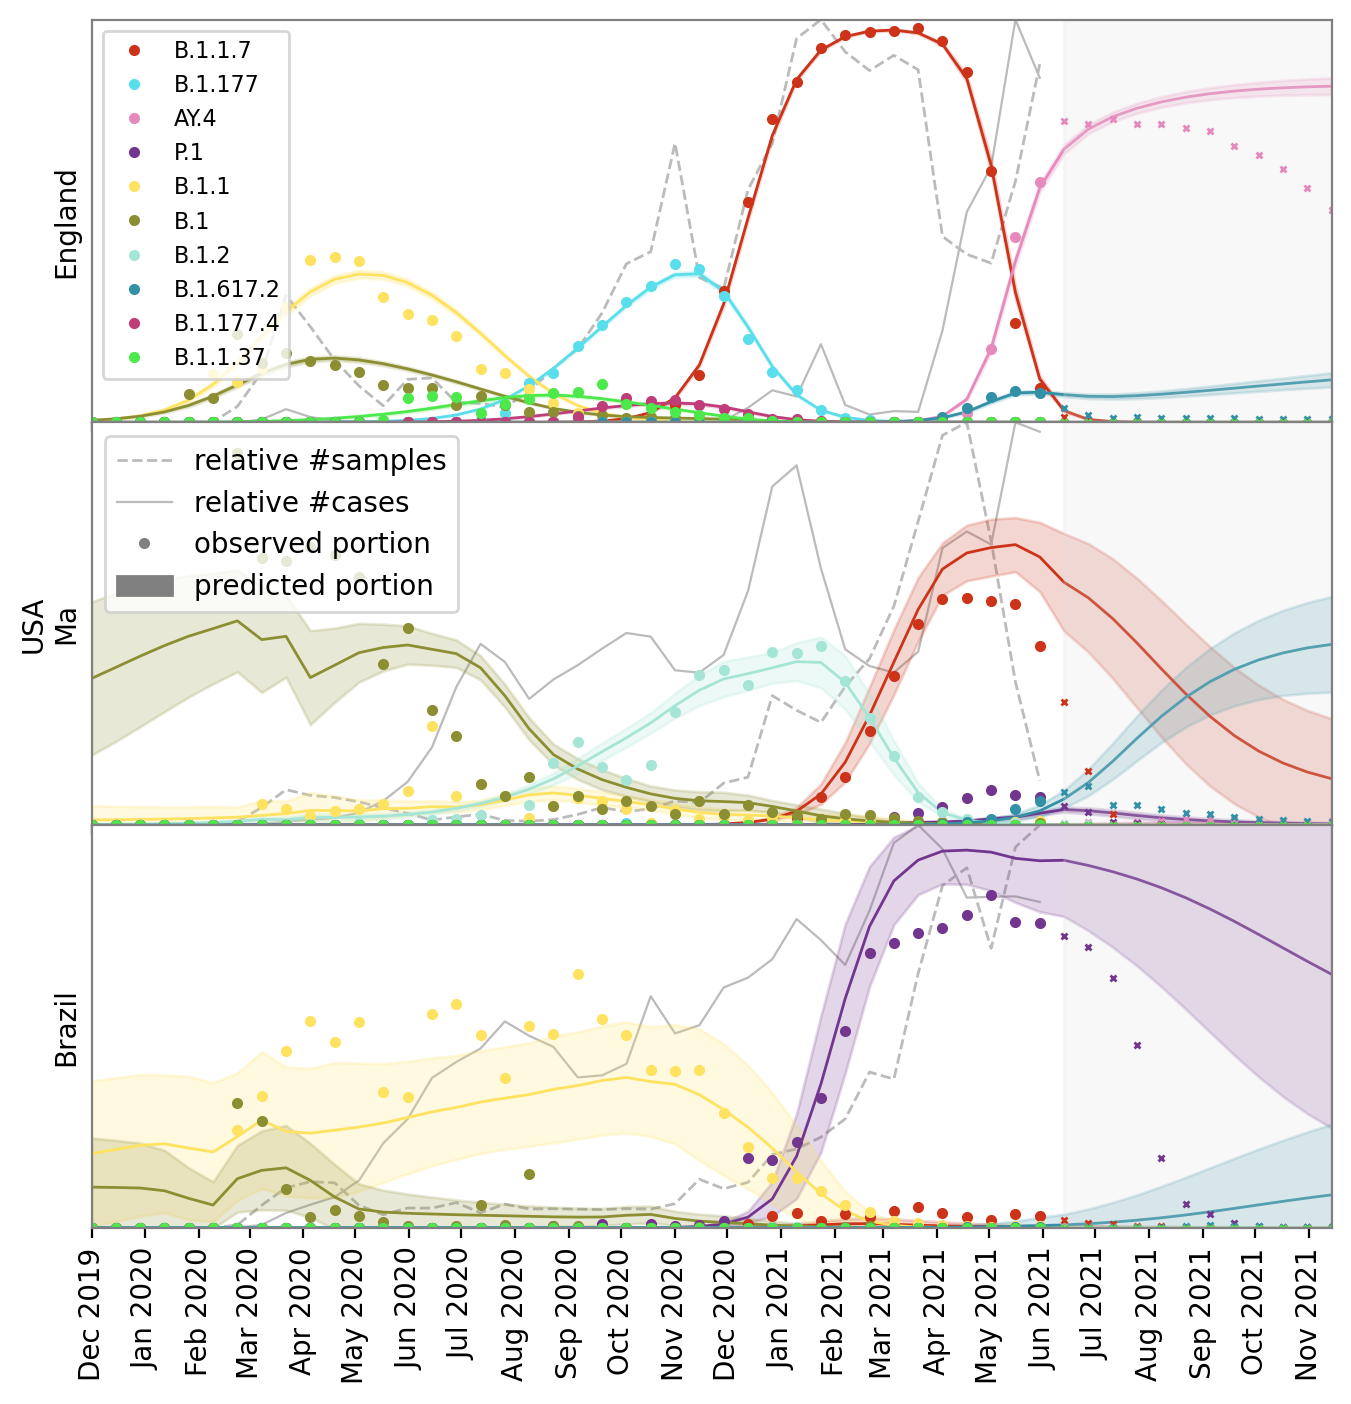 England
B.1.1.7
B.1.177
AY.4
P.1
B.1.1
B.1
B.1.2
B.1.617.2
B.1.177.4
B.1.1.37
USA
Ma
relative #samples
relative #cases
observed portion
predicted portion
Brazil
Dec 2019
Jan 2020
Feb 2020
Mar 2020
Apr 2020
May 2020
Jun 2020
Jul 2020
Aug 2020
Sep 2020
Oct 2020
Nov 2020
Dec 2020
Jan 2021
Feb 2021
Mar 2021
Apr 2021
May 2021
Jun 2021
Jul 2021
Aug 2021
Sep 2021
Oct 2021
Nov 2021